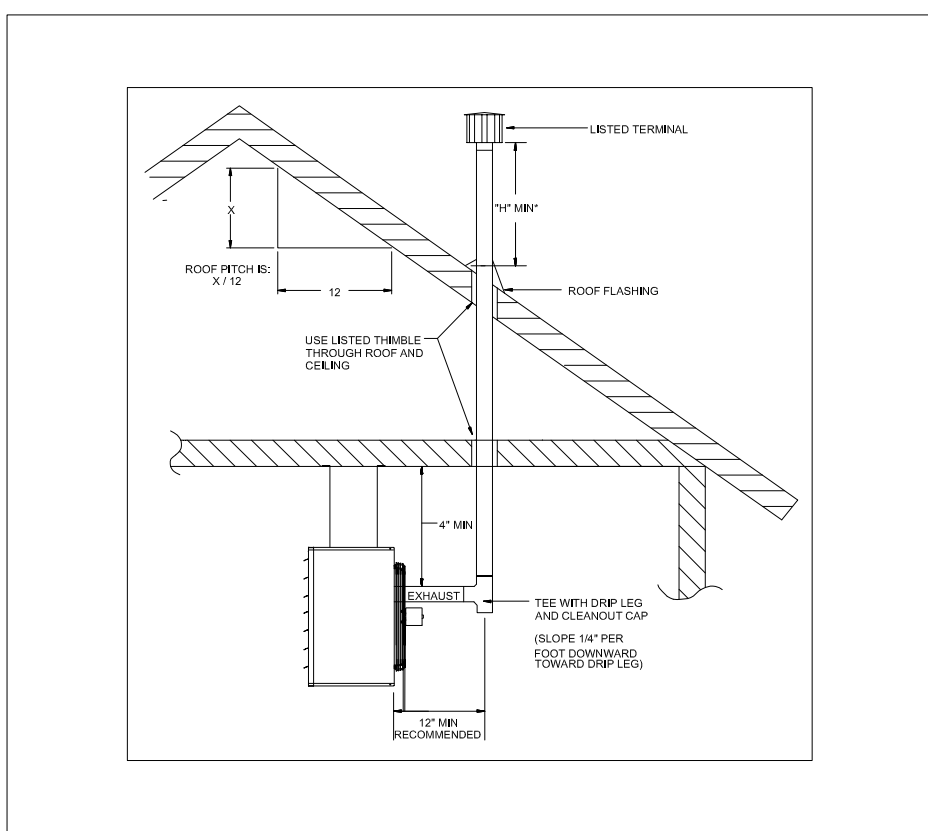 LISTED TERMINAL
"H" MIN*
X
ROOF PITCH IS:
X / 12
12
ROOF FLASHING
USE LISTED THIMBLE
THROUGH ROOF AND
CEILING
4" MIN
EXHAUST
TEE WITH DRIP LEG
AND CLEANOUT CAP
(SLOPE 1/4" PER
FOOT DOWNWARD
TOWARD DRIP LEG)
12" MIN
RECOMMENDED